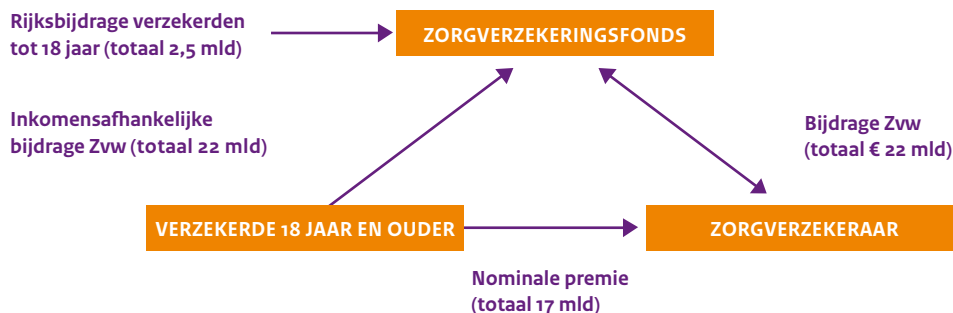 Rijksbijdrage verzekerden
tot 18 jaar (totaal 2,5 mld)
ZORGVERZEKERINGSFONDS
Inkomensafhankelijke
bijdrage Zvw (totaal 22 mld)
Bijdrage Zvw
(totaal € 22 mld)
VERZEKERDE 18 JAAR EN OUDER
ZORGVERZEKERAAR
Nominale premie
(totaal 17 mld)